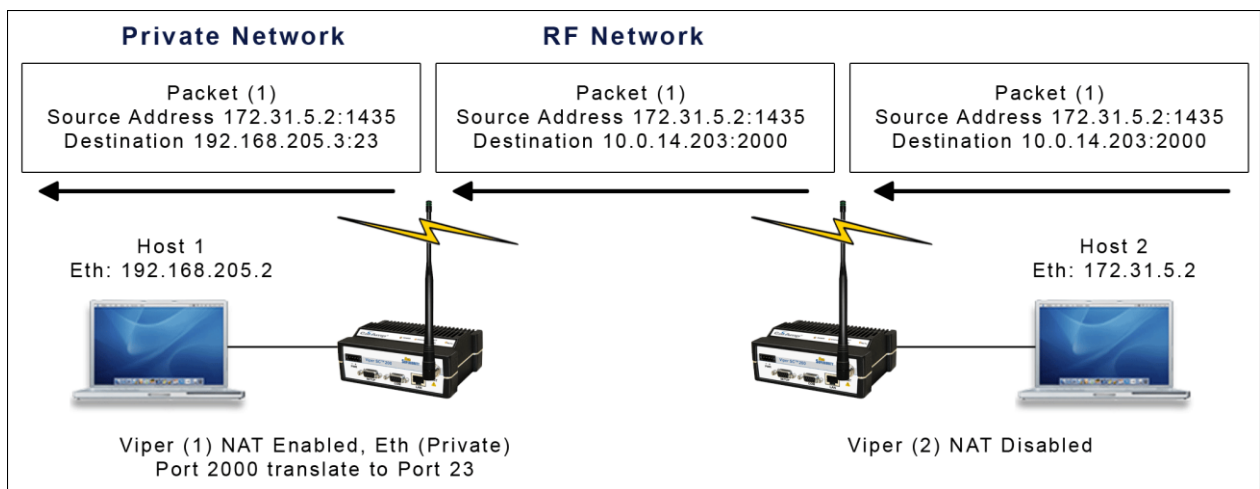 Private Network
RF Network
Packet (1)
Source Address 172.31.5.2:1435
Destination 192.168.205.3:23
Packet (1)
Source Address 172.31.5.2:1435
Destination 10.0.14.203:2000
Packet (1)
Source Address 172.31.5.2:1435
Destination 10.0.14.203:2000
Host 1
Eth: 192.168.205.2
Host 2
Eth: 172.31.5.2
Viper (1) NAT Enabled, Eth (Private)
Port 2000 translate to Port 23
Viper (2) NAT Disabled